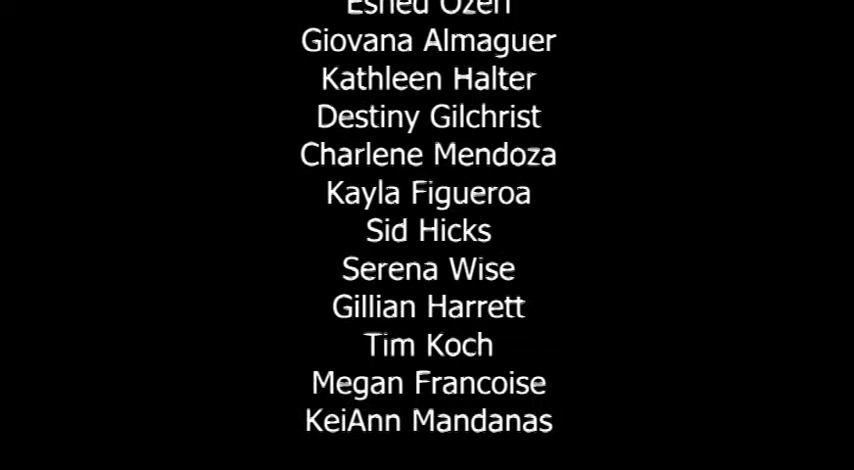 Giovana Almaguer
Kathleen Halter
Destiny Gilchrist
Charlene Mendoza
Kayla Figueroa
Sid Hicks
Serena Wise
Gillian Harrett
Tim Koch
Megan Francoise
KeiAnn Mandanas